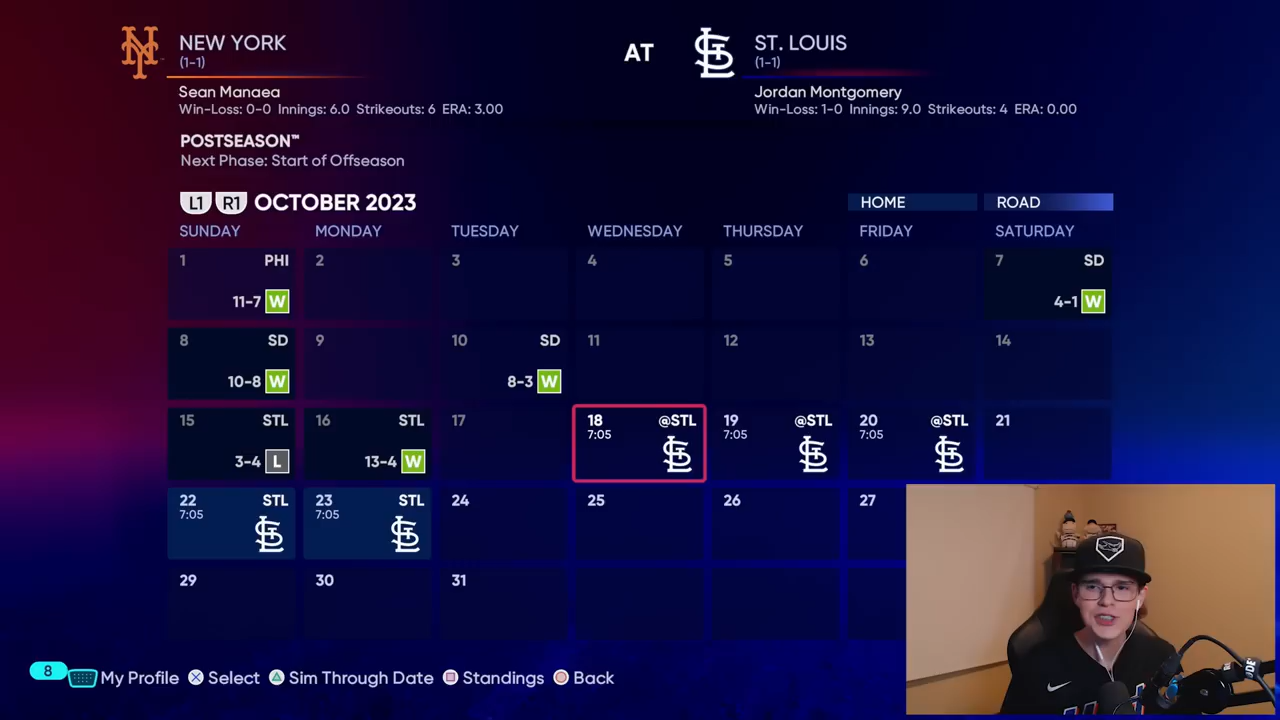 NEW YORK
(1-1)
AT
ST. LOUIS
(1-1)
Sean Manaea
Win-Loss: 0-0 Innings: 6.0 Strikeouts: 6 ERA: 3.00
Jordan Montgomery
Win-Loss: 1-0 Innings: 9.0 Strikeouts: 4 ERA: 0.00
POSTSEASON™
Next Phase: Start of Offseason
L1 R1 OCTOBER 2023
HOME
ROAD
SUNDAY MONDAY TUESDAY WEDNESDAY THURSDAY FRIDAY SATURDAY
1 PHI 2 3 4 5 6 7 SD
11-7 W 4-1 W
8 SD 9 10 SD 11 12 13 14
10-8 W 8-3 W
15 STL 16 STL 17 18 @STL 19 @STL 20 @STL 21
7:05 7:05 7:05
3-4 L 13-4 W
22 STL 23 STL 24 25 26 27
7:05 7:05
29 30 31
8 My Profile Select Sim Through Date Standings Back